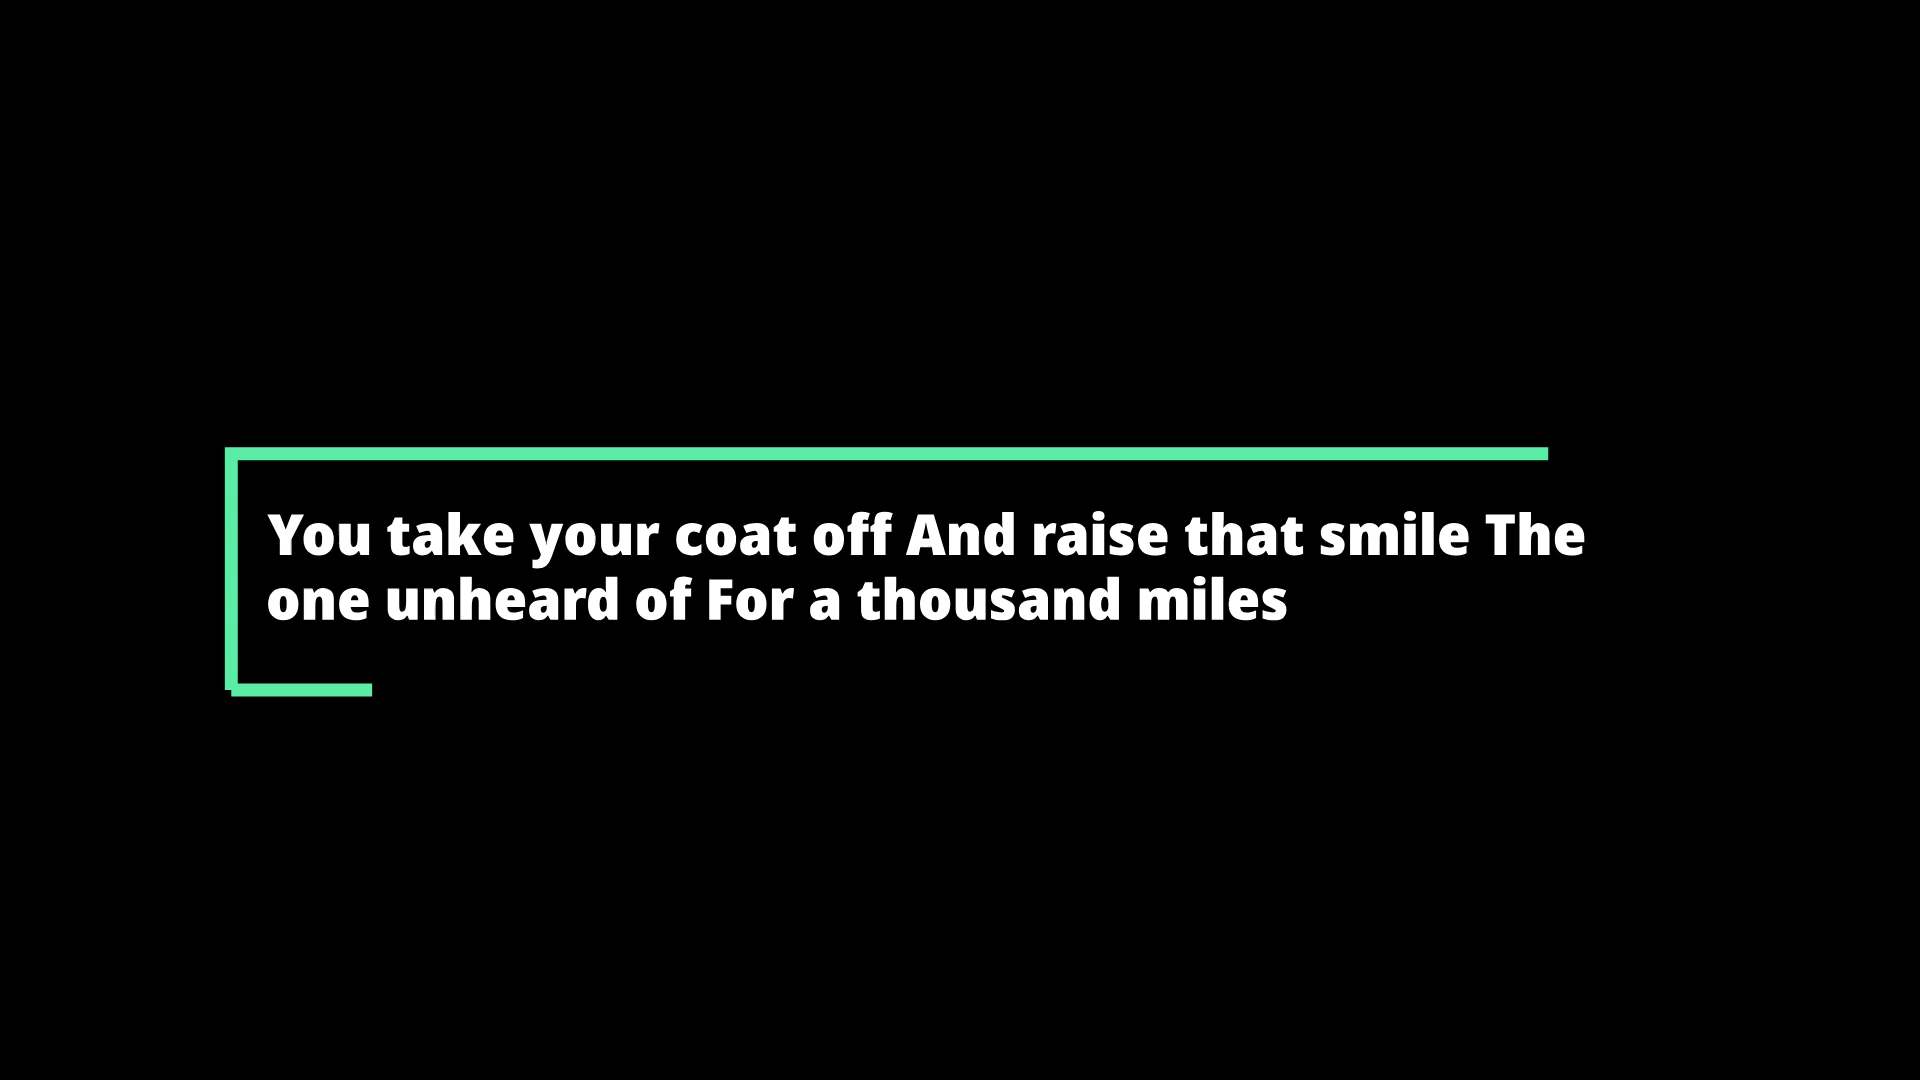 You take your coat off And raise that smile The
one unheard of For a thousand miles